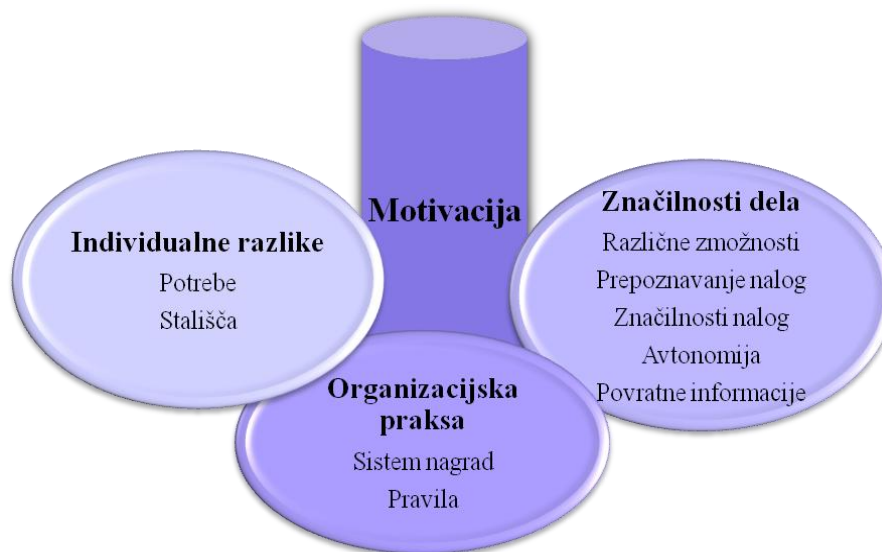 Motivacija
Individualne razlike
Potrebe
Stališča
Organizacijska
praksa
Sistem nagrad
Pravila
Značilnosti dela
Različne zmožnosti
Prepoznavanje nalog
Značilnosti nalog
Avtonomija
Povratne informacije